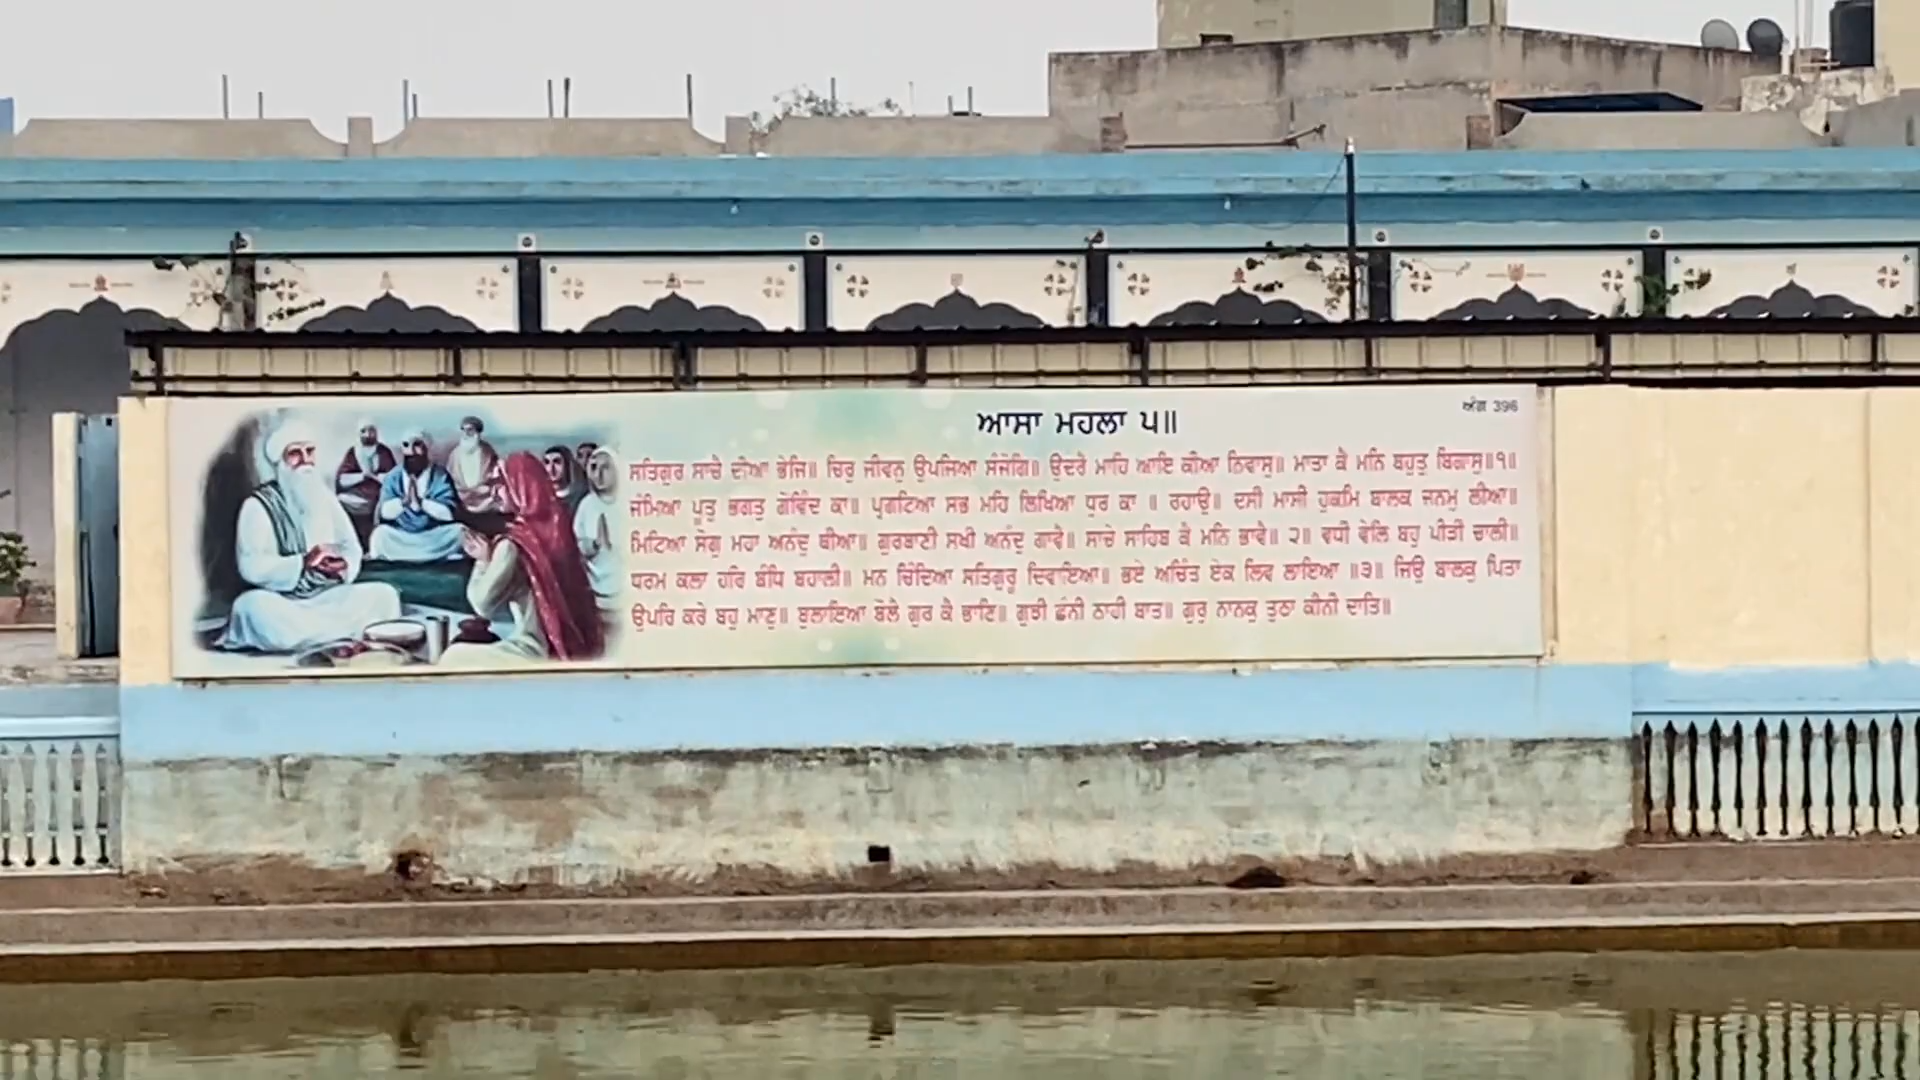 ਆਸਾ ਮਹਲਾ ੫॥
ਅੰਗ 396
ਸਤਿਗੁਰ ਸਾਚੈ ਦੀਆ ਭੇਜਿ॥ ਚਿਰੁ ਜੀਵਨੁ ਉਪਜਿਆ ਸੰਜੋਗਿ॥ ਉਦਰੈ ਮਾਹਿ ਆਇ ਕੀਆ ਨਿਵਾਸੁ॥ ਮਾਤਾ ਕੈ ਮਨਿ ਬਹੁਤੁ ਬਿਗਾਸੁ॥੧॥
ਜੰਮਿਆ ਪੂਤੁ ਭਗਤੁ ਗੋਵਿੰਦ ਕਾ॥ ਪ੍ਰਗਟਿਆ ਸਭ ਮਹਿ ਲਿਖਿਆ ਧੁਰ ਕਾ ॥ ਰਹਾਉ॥ ਦਸੀ ਮਾਸੀ ਹੁਕਮਿ ਬਾਲਕ ਜਨਮੁ ਲੀਆ॥
ਮਿਟਿਆ ਸੋਗੁ ਮਹਾ ਅਨੰਦੁ ਥੀਆ॥ ਗੁਰਬਾਣੀ ਸਖੀ ਅਨੰਦੁ ਗਾਵੈ॥ ਸਾਚੇ ਸਾਹਿਬ ਕੈ ਮਨਿ ਭਾਵੈ॥ ੨॥ ਵਧੀ ਵੇਲਿ ਬਹੁ ਪੀੜੀ ਚਾਲੀ॥
ਧਰਮ ਕਲਾ ਹਰਿ ਬੰਧਿ ਬਹਾਲੀ॥ ਮਨ ਚਿੰਦਿਆ ਸਤਿਗੁਰੂ ਦਿਵਾਇਆ॥ ਭਏ ਅਚਿੰਤ ਏਕ ਲਿਵ ਲਾਇਆ ॥੩॥ ਜਿਉ ਬਾਲਕੁ ਪਿਤਾ
ਉਪਰਿ ਕਰੇ ਬਹੁ ਮਾਣੁ॥ ਬੁਲਾਇਆ ਬੋਲੈ ਗੁਰ ਕੈ ਭਾਣਿ॥ ਗੁਝੀ ਛੰਨੀ ਨਾਹੀ ਬਾਤ॥ ਗੁਰੁ ਨਾਨਕੁ ਤੁਠਾ ਕੀਨੀ ਦਾਤਿ॥